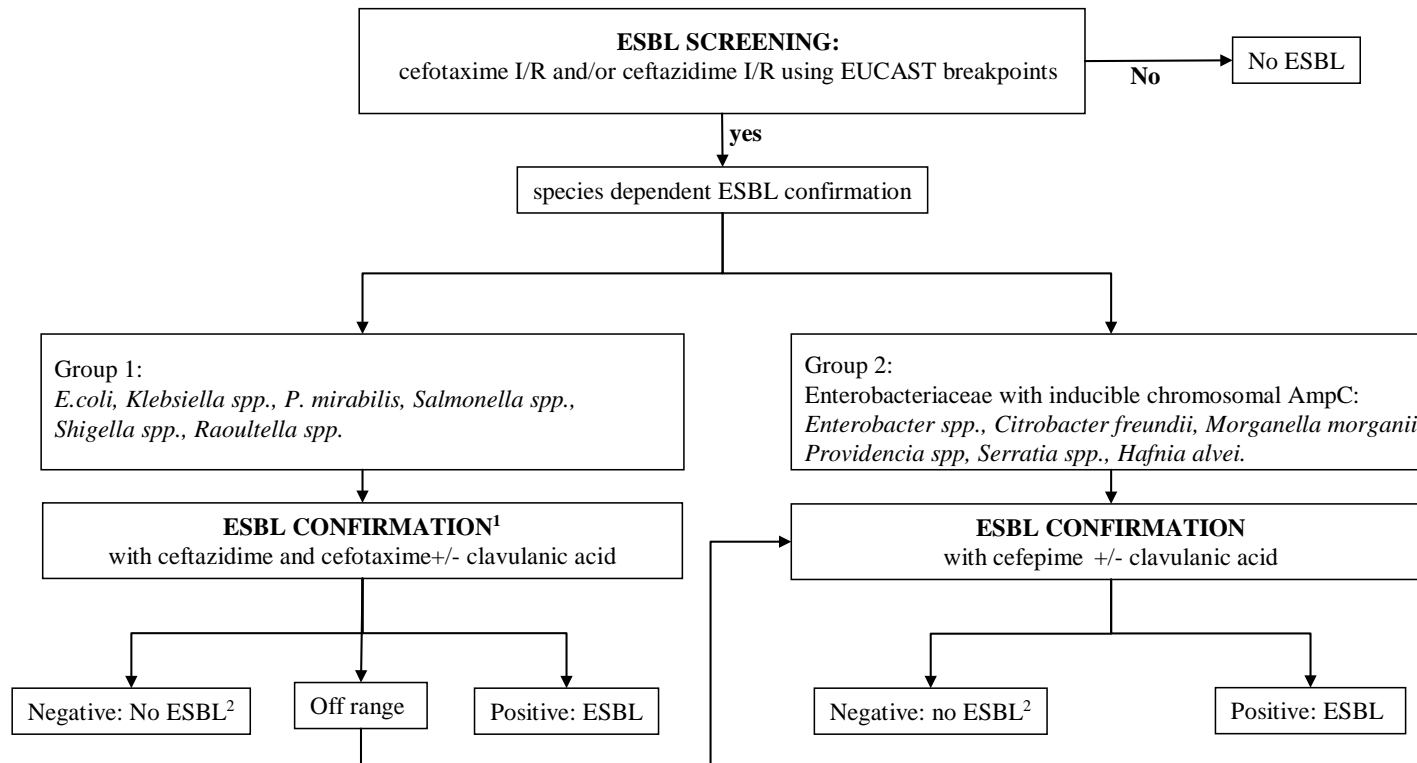 ESBL SCREENING:
cefotaxime I/R and/or ceftazidime I/R using EUCAST breakpoints
No
No ESBL
yes
species dependent ESBL confirmation
Group 1:
E.coli, Klebsiella spp., P. mirabilis, Salmonella spp.,
Shigella spp., Raoultella spp.
Group 2:
Enterobacteriaceae with inducible chromosomal AmpC:
Enterobacter spp., Citrobacter freundii, Morganella morganii
Providencia spp, Serratia spp., Hafnia alvei.
ESBL CONFIRMATION¹
with ceftazidime and cefotaxime+/- clavulanic acid
ESBL CONFIRMATION
with cefepime +/- clavulanic acid
Negative: No ESBL²
Off range
Positive: ESBL
Negative: no ESBL²
Positive: ESBL